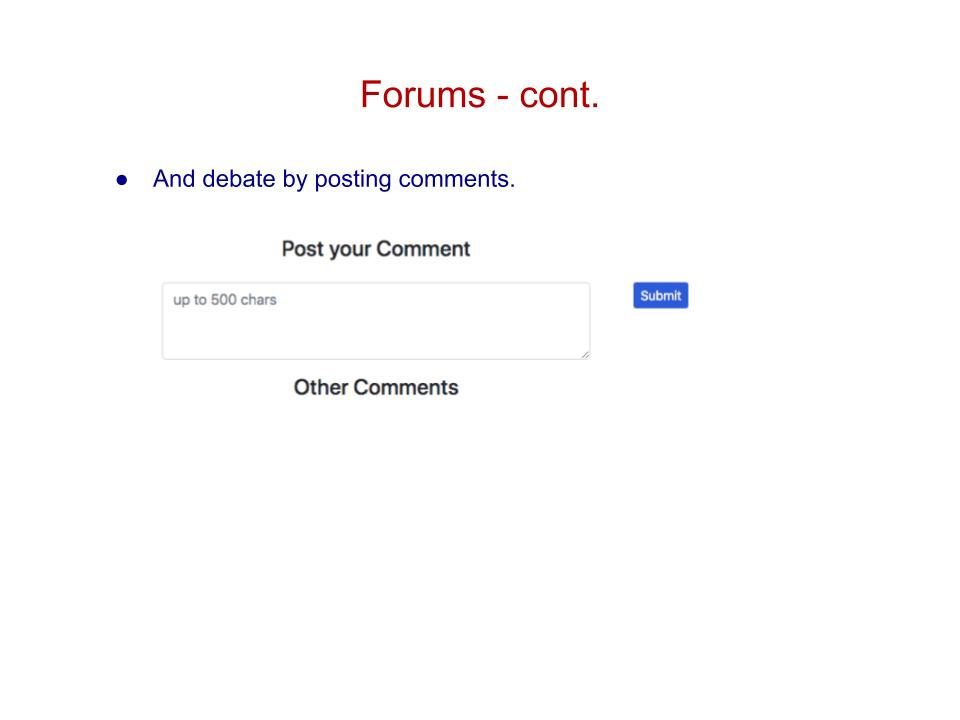 Forums - cont.
● And debate by posting comments.
Post your Comment
up to 500 chars
Submit
Other Comments